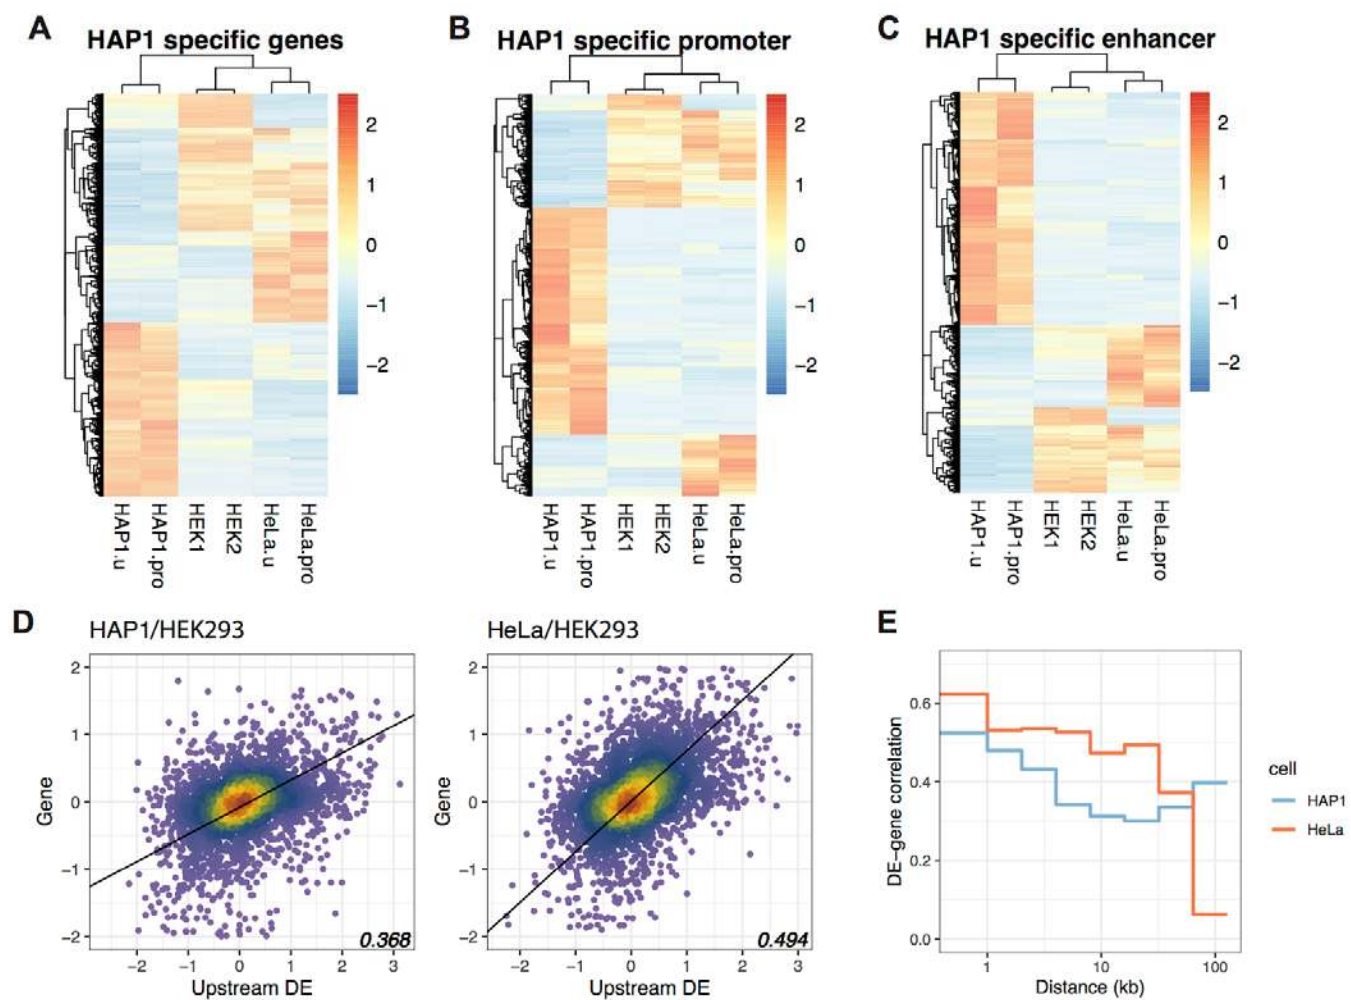 A
HAP1 specific genes
2
1
0
−1
−2
HAP1.u
HAP1.pro
HEK1
HEK2
HeLa.u
HeLa.pro
B
HAP1 specific promoter
2
1
0
−1
−2
HAP1.u
HAP1.pro
HEK1
HEK2
HeLa.u
HeLa.pro
C
HAP1 specific enhancer
2
1
0
−1
−2
HAP1.u
HAP1.pro
HEK1
HEK2
HeLa.u
HeLa.pro
D
HAP1/HEK293
Gene
2
1
0
−1
−2
0.368
−2 −1 0 1 2 3
Upstream DE
HeLa/HEK293
Gene
2
1
0
−1
−2
0.494
−2 −1 0 1 2 3
Upstream DE
E
DE−gene correlation
0.6
0.4
0.2
0.0
1 10 100
Distance (kb)
cell
HAP1
HeLa